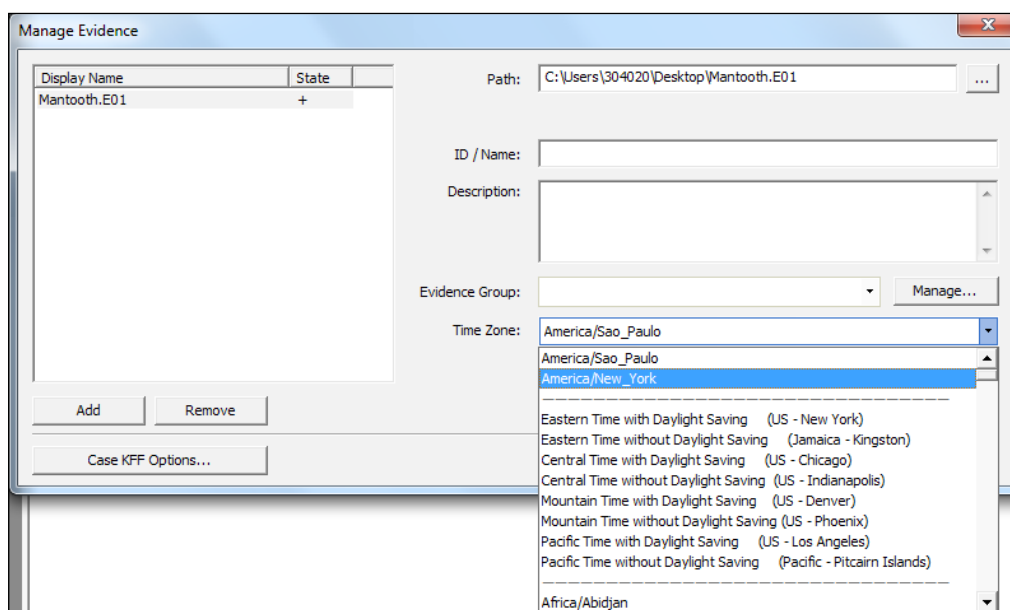 Manage Evidence
Display Name State
Mantooth.E01 +
Path: C:\Users\304020\Desktop\Mantooth.E01 ...
ID / Name:
Description:
Evidence Group: Manage...
Time Zone: America/Sao_Paulo
America/Sao_Paulo
America/New_York
Eastern Time with Daylight Saving (US - New York)
Eastern Time without Daylight Saving (Jamaica - Kingston)
Central Time with Daylight Saving (US - Chicago)
Central Time without Daylight Saving (US - Indianapolis)
Mountain Time with Daylight Saving (US - Denver)
Mountain Time without Daylight Saving (US - Phoenix)
Pacific Time with Daylight Saving (US - Los Angeles)
Pacific Time without Daylight Saving (Pacific - Pitcairn Islands)
Africa/Abidjan
Add Remove
Case KFF Options...